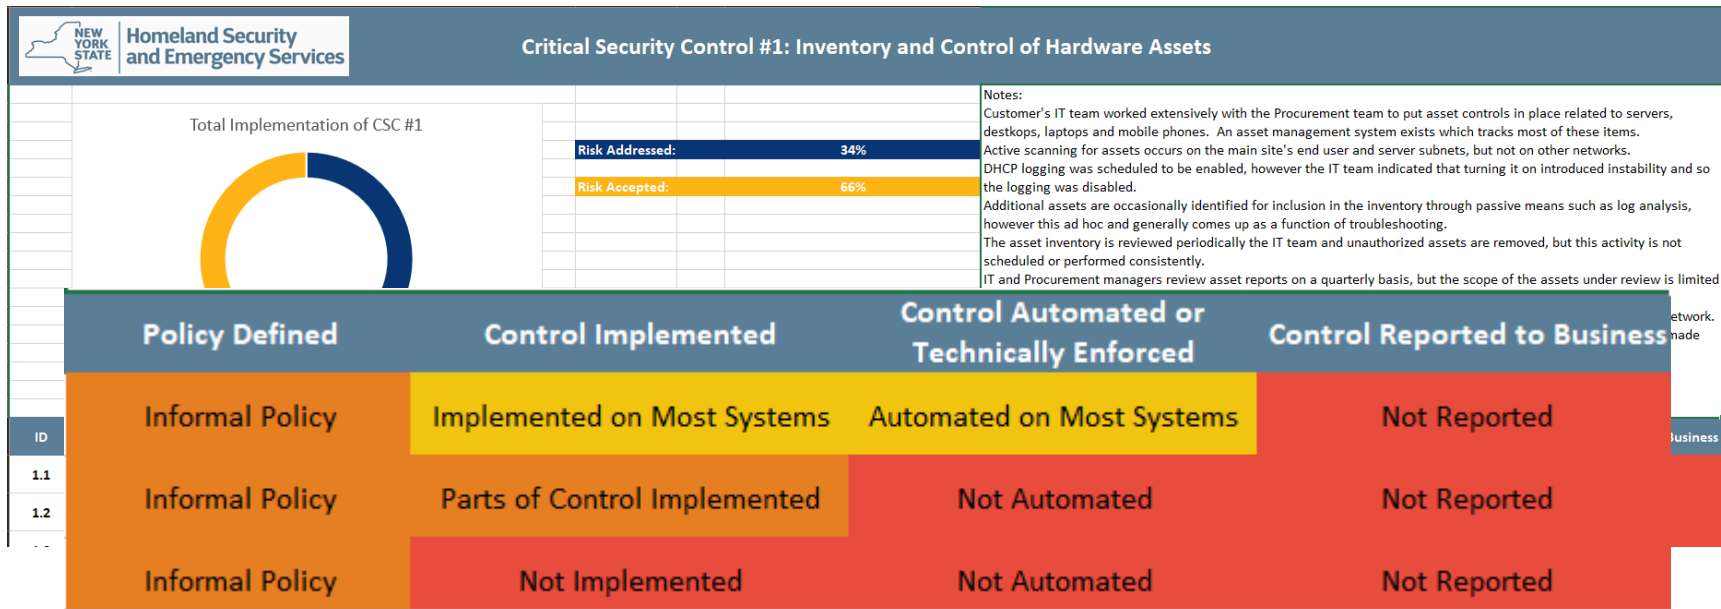 NEW
YORK
STATE
Homeland Security
and Emergency Services
Critical Security Control #1: Inventory and Control of Hardware Assets
Total Implementation of CSC #1
Risk Addressed: 34%
Risk Accepted: 66%
Notes:
Customer's IT team worked extensively with the Procurement team to put asset controls in place related to servers,
destkops, laptops and mobile phones. An asset management system exists which tracks most of these items.
Active scanning for assets occurs on the main site's end user and server subnets, but not on other networks.
DHCP logging was scheduled to be enabled, however the IT team indicated that turning it on introduced instability and so
the logging was disabled.
Additional assets are occasionally identified for inclusion in the inventory through passive means such as log analysis,
however this ad hoc and generally comes up as a function of troubleshooting.
The asset inventory is reviewed periodically the IT team and unauthorized assets are removed, but this activity is not
scheduled or performed consistently.
IT and Procurement managers review asset reports on a quarterly basis, but the scope of the assets under review is limited
etwork.
made
Policy Defined Control Implemented Control Automated or Technically Enforced Control Reported to Business
Informal Policy Implemented on Most Systems Automated on Most Systems Not Reported
ID Business
1.1
Informal Policy Parts of Control Implemented Not Automated Not Reported
1.2
Informal Policy Not Implemented Not Automated Not Reported